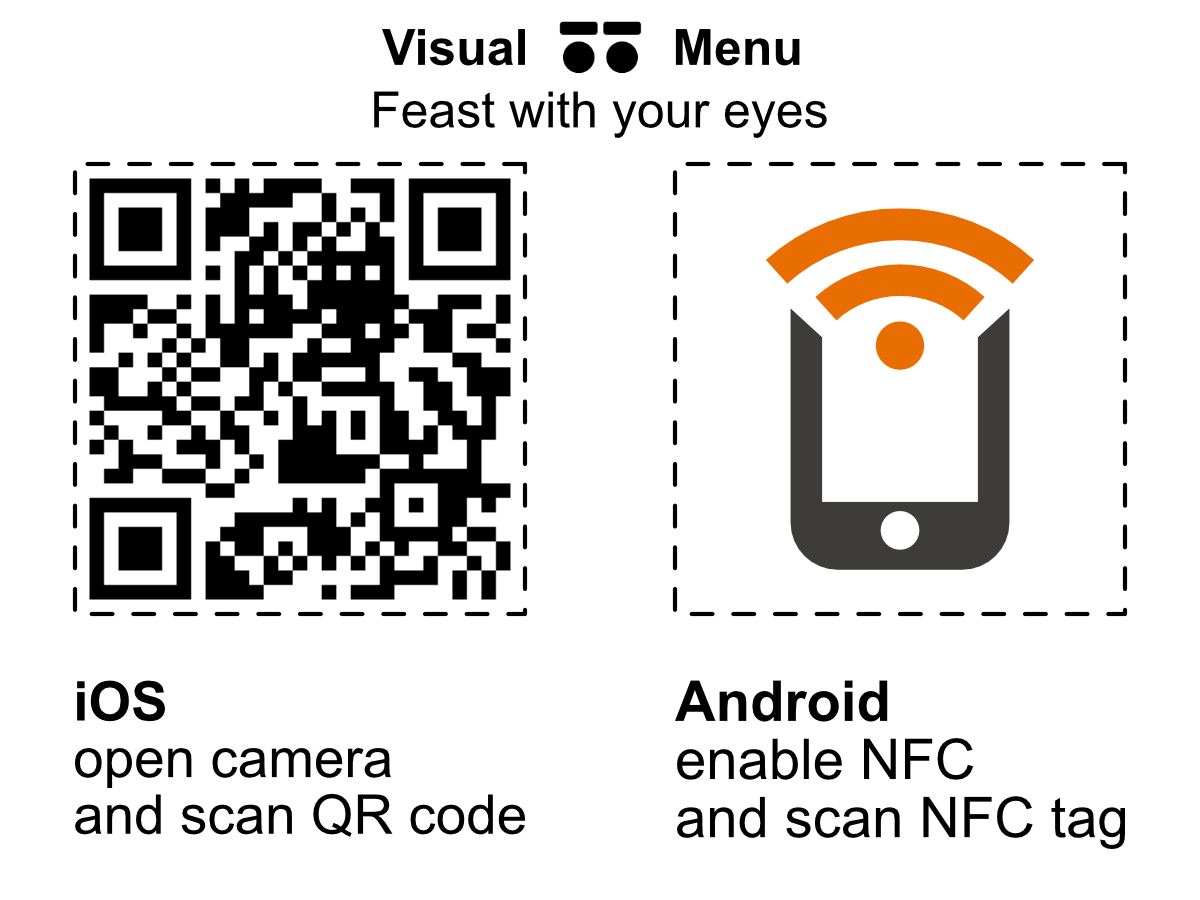 Visual Menu
Feast with your eyes
iOS
open camera
and scan QR code
Android
enable NFC
and scan NFC tag